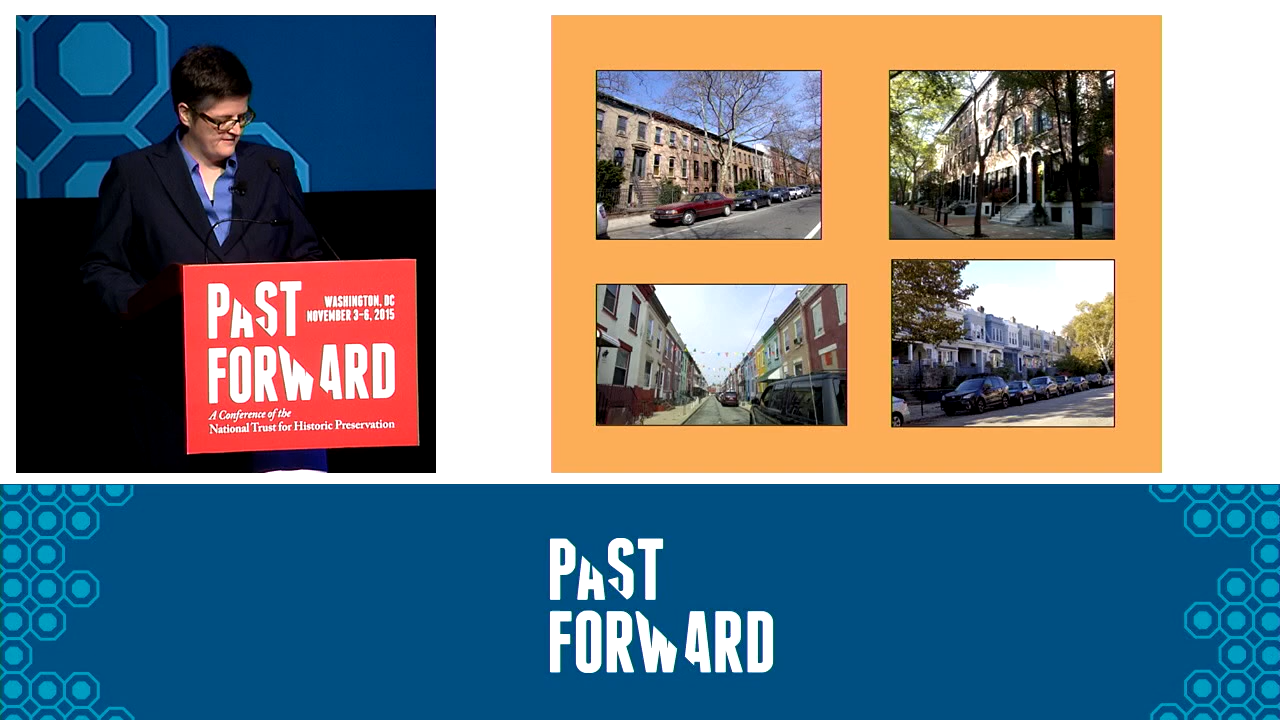 PAST
WASHINGTON, DC
NOVEMBER 3–6, 2015
FORWARD
A Conference of the
National Trust for Historic Preservation
PAST
FORWARD